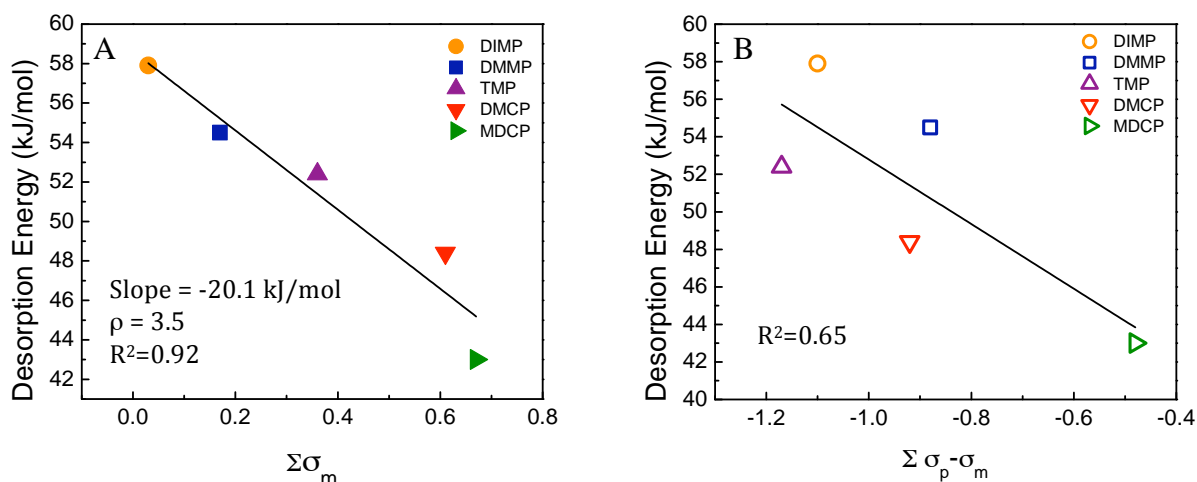 A
DIMP
DMMP
TMP
DMCP
MDCP
Slope = -20.1 kJ/mol
ρ = 3.5
R²=0.92
Desorption Energy (kJ/mol)
60
58
56
54
52
50
48
46
44
42
0.0 0.2 0.4 0.6 0.8
Σσm
B
DIMP
DMMP
TMP
DMCP
MDCP
R²=0.65
Desorption Energy (kJ/mol)
60
58
56
54
52
50
48
46
44
42
40
-1.2 -1.0 -0.8 -0.6 -0.4
Σ σp-σm